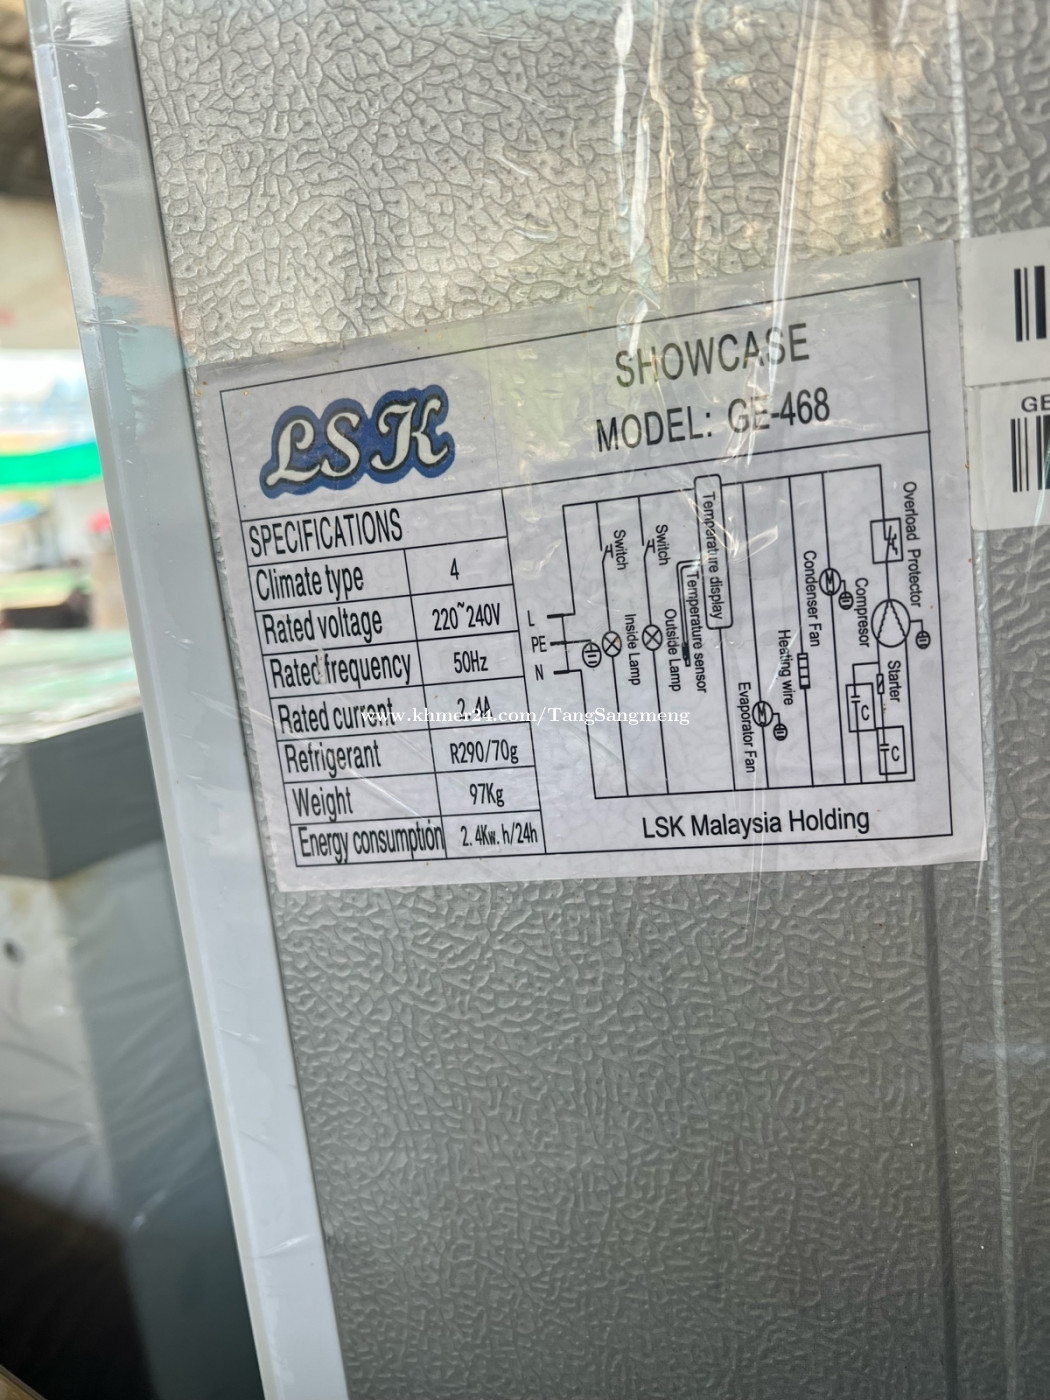 LSK
SHOWCASE
MODEL: GE-468
SPECIFICATIONS
Climate type 4
Rated voltage 220~240V
Rated frequency 50Hz
Rated current
Refrigerant R290/70g
Weight 97Kg
Energy consumption 2.4Kw.h/24h
L
PE
N
Switch
Inside Lamp
Switch
Outside Lamp
Temperature sensor
Temperature display
Evaporator Fan
Heating wire
Condenser Fan
Compresor
Starter
Overload Protector
M
M
C
C
LSK Malaysia Holding
GE
www.khmer24.com/TangSangmeng